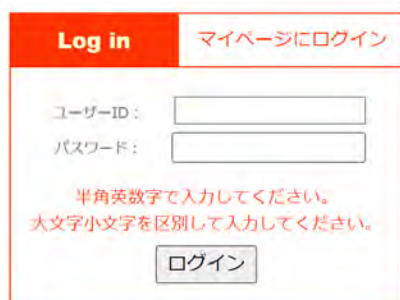 Log in マイページにログイン
ユーザーID：
パスワード：
半角英数字で入力してください。
大文字小文字を区別して入力してください。
ログイン